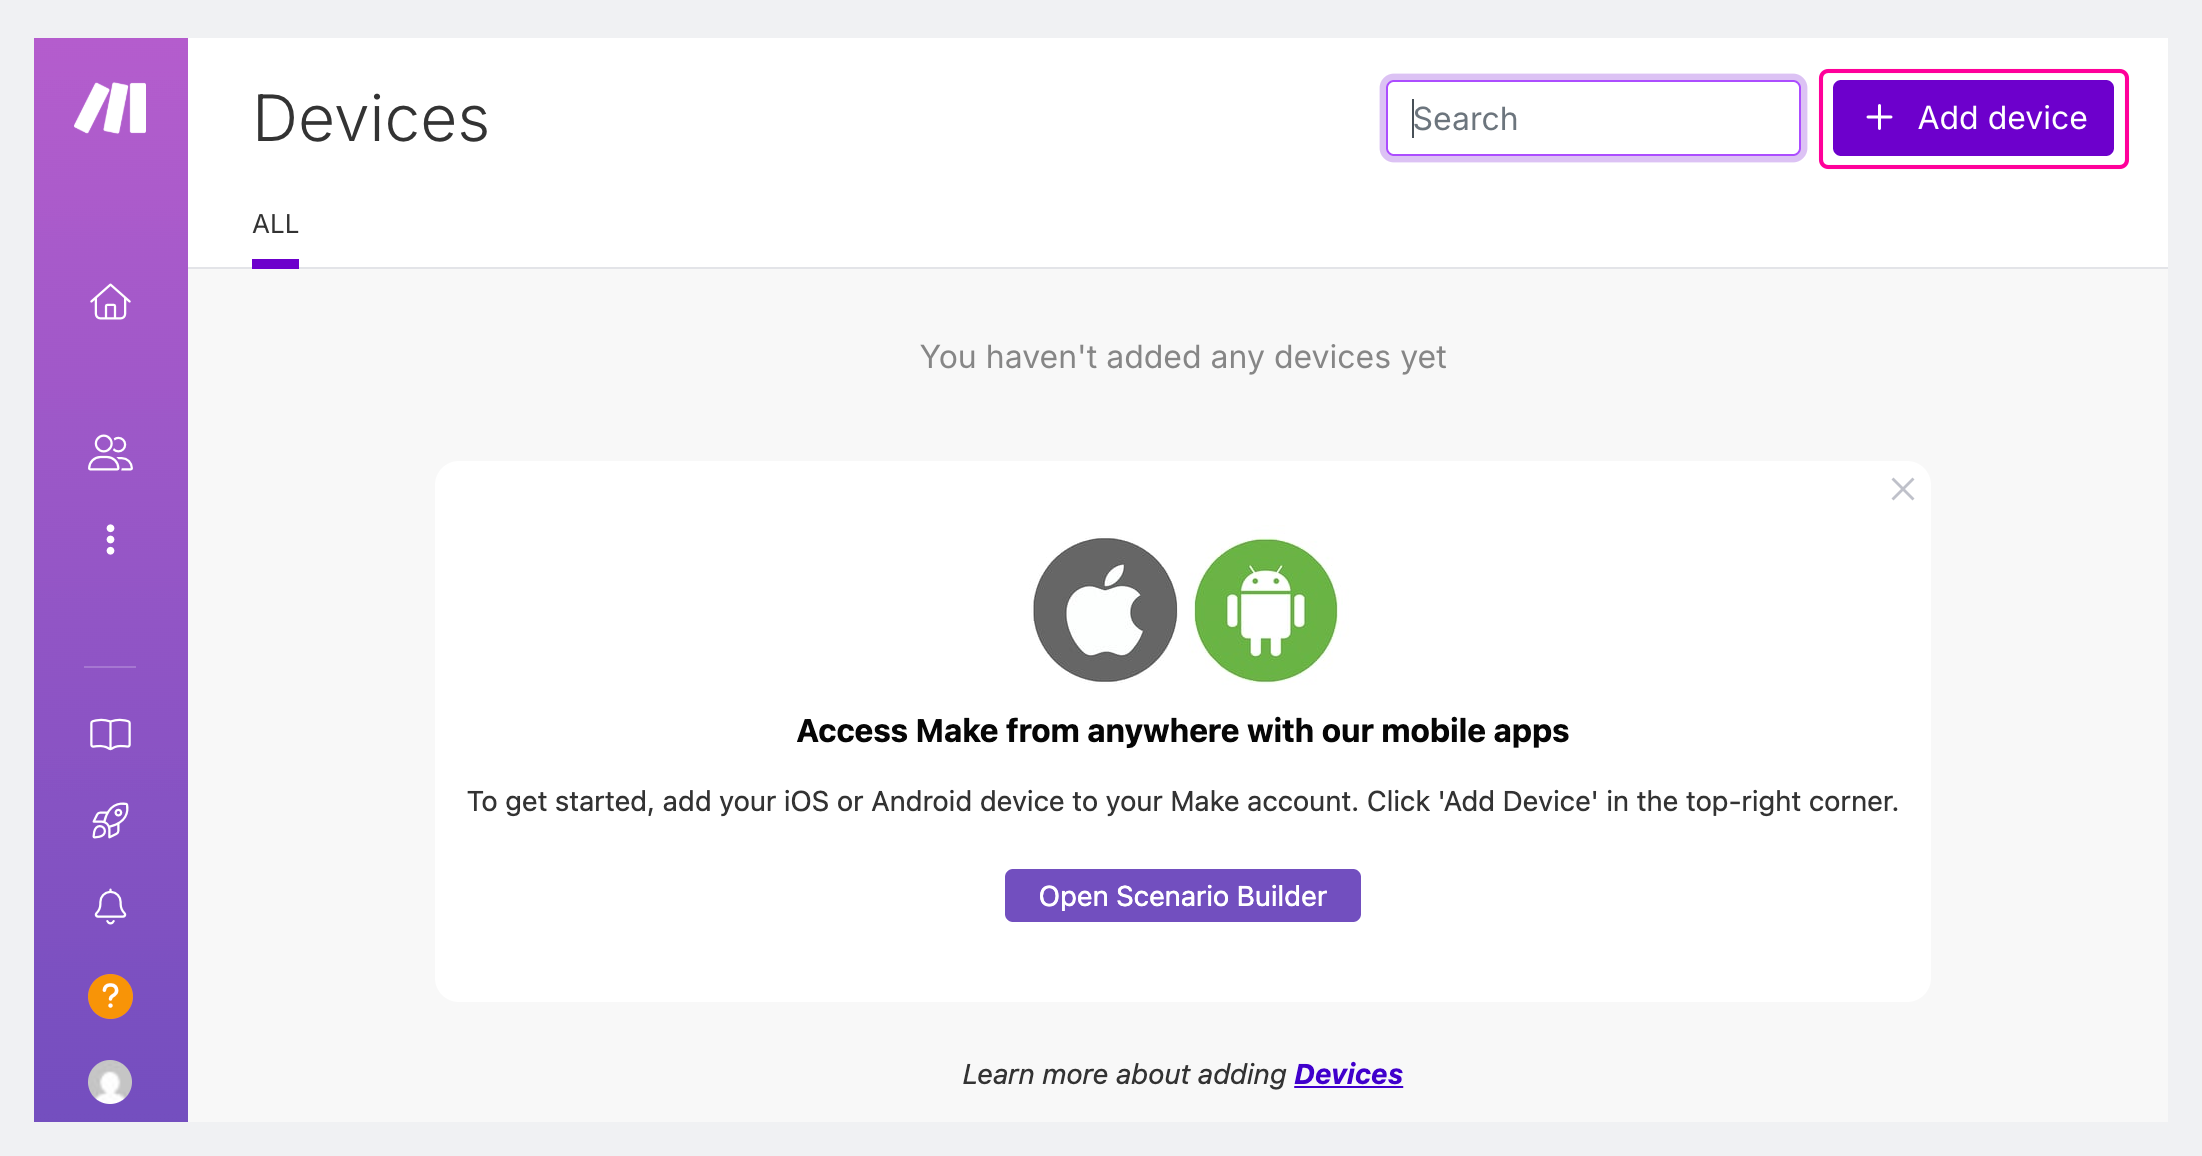 Devices
Search
+ Add device
ALL
You haven't added any devices yet
Access Make from anywhere with our mobile apps
To get started, add your iOS or Android device to your Make account. Click 'Add Device' in the top-right corner.
Open Scenario Builder
?
Learn more about adding Devices